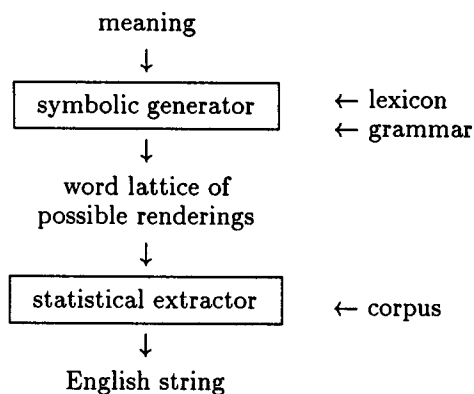 meaning
↓
symbolic generator ← lexicon
← grammar
↓
word lattice of
possible renderings
↓
statistical extractor ← corpus
↓
English string